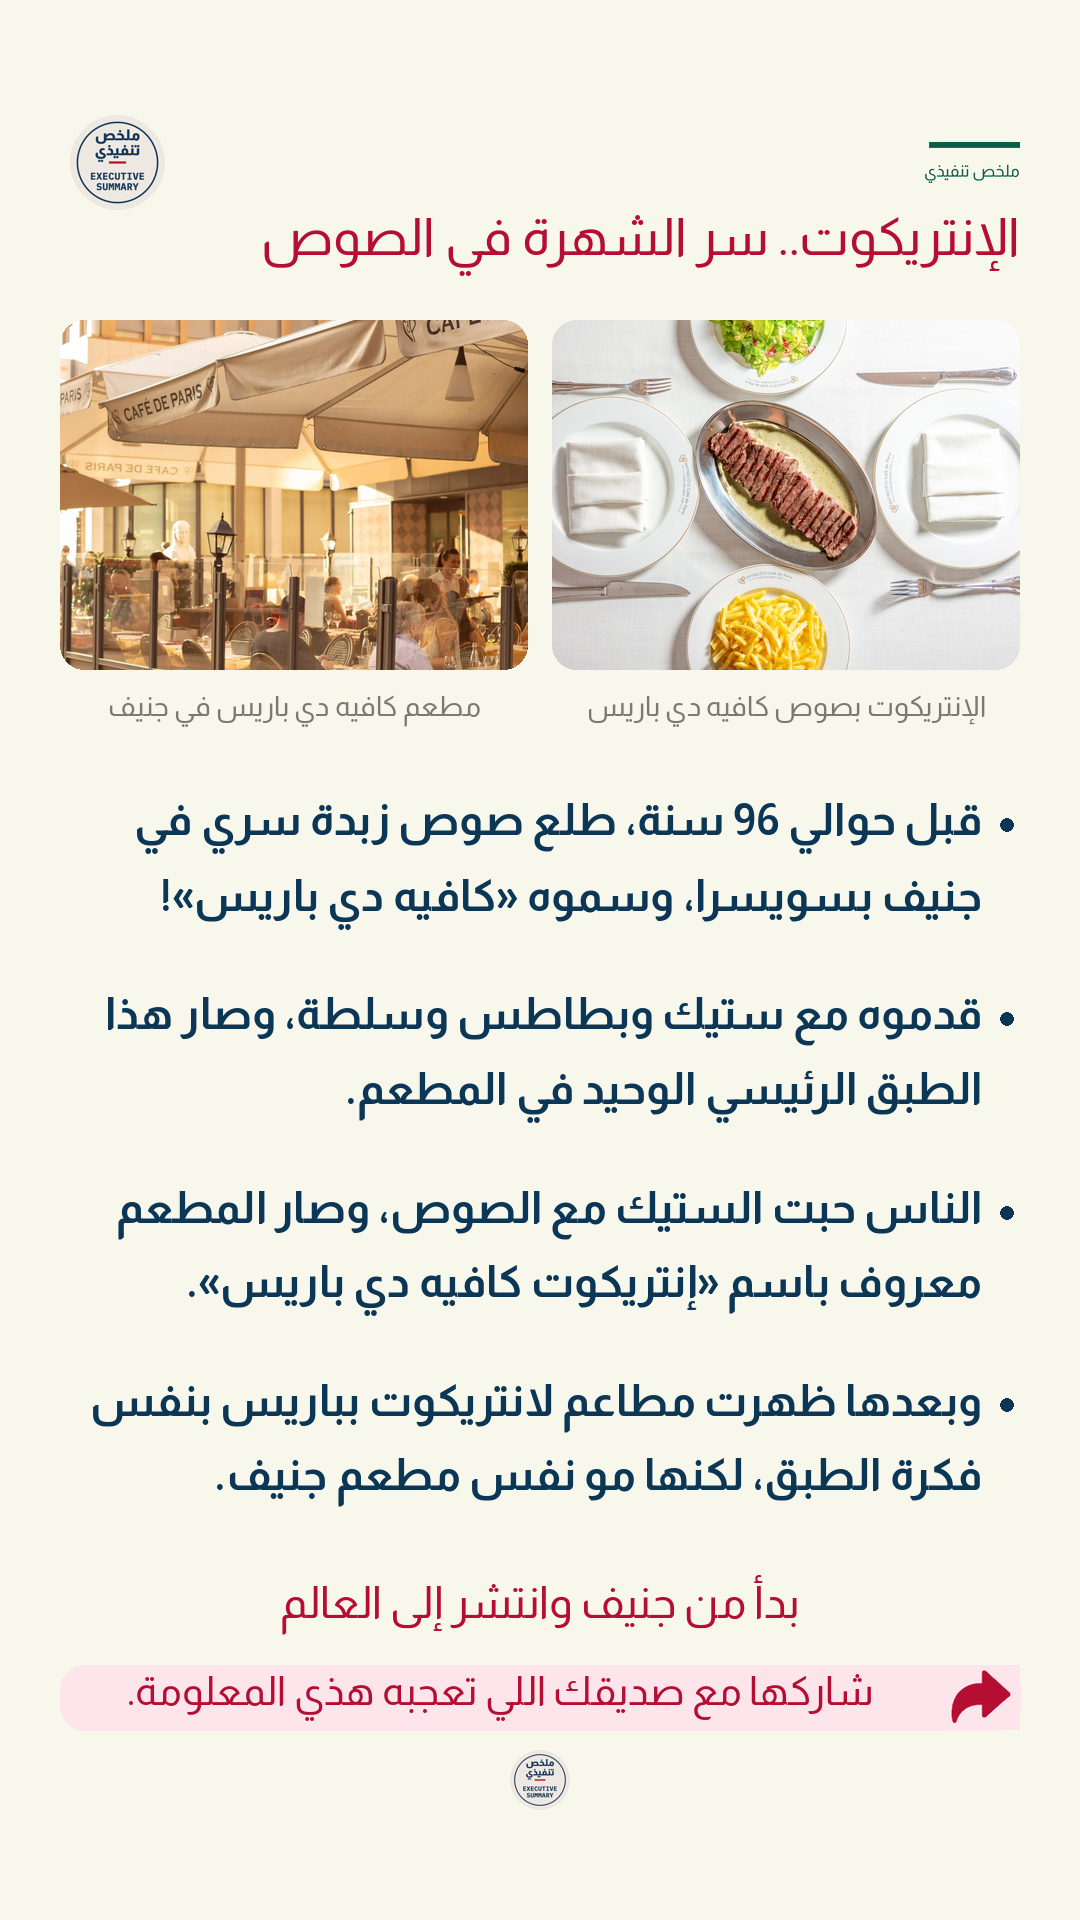 ملخص
تنفيذي
EXECUTIVE
SUMMARY
ملخص تنفيذي
الإنتريكوت.. سر الشهرة في الصوص
CAFÉ DE PARIS
PARIS
CAFÉ DE PARIS
الإنتريكوت بصوص كافيه دي باريس
مطعم كافيه دي باريس في جنيف
• قبل حوالي 96 سنة، طلع صوص زبدة سري في
جنيف بسويسرا، وسموه «كافيه دي باريس»!
• قدموه مع ستيك وبطاطس وسلطة، وصار هذا
الطبق الرئيسي الوحيد في المطعم.
• الناس حبت الستيك مع الصوص، وصار المطعم
معروف باسم «إنتريكوت كافيه دي باريس».
• وبعدها ظهرت مطاعم لانتريكوت بباريس بنفس
فكرة الطبق، لكنها مو نفس مطعم جنيف.
بدأ من جنيف وانتشر إلى العالم
شاركها مع صديقك اللي تعجبه هذي المعلومة.
ملخص
تنفيذي
EXECUTIVE
SUMMARY